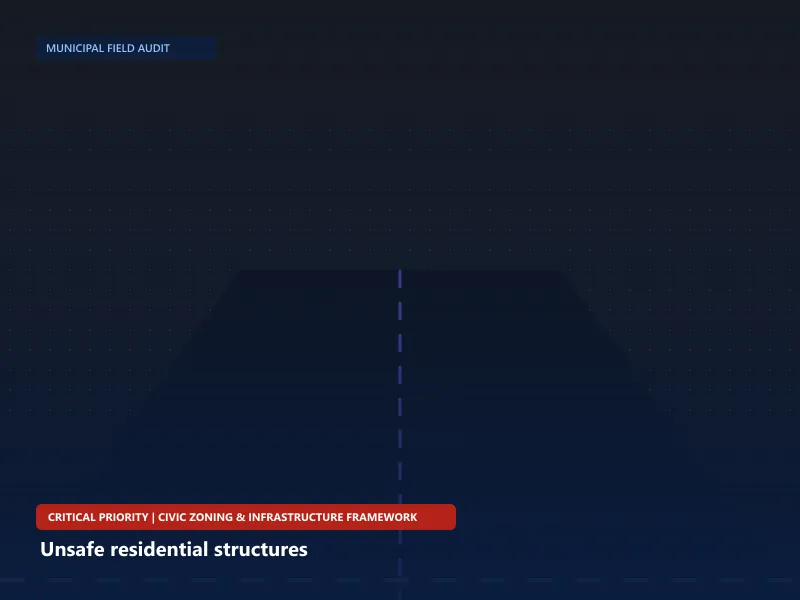 MUNICIPAL FIELD AUDIT
CRITICAL PRIORITY | CIVIC ZONING & INFRASTRUCTURE FRAMEWORK
Unsafe residential structures